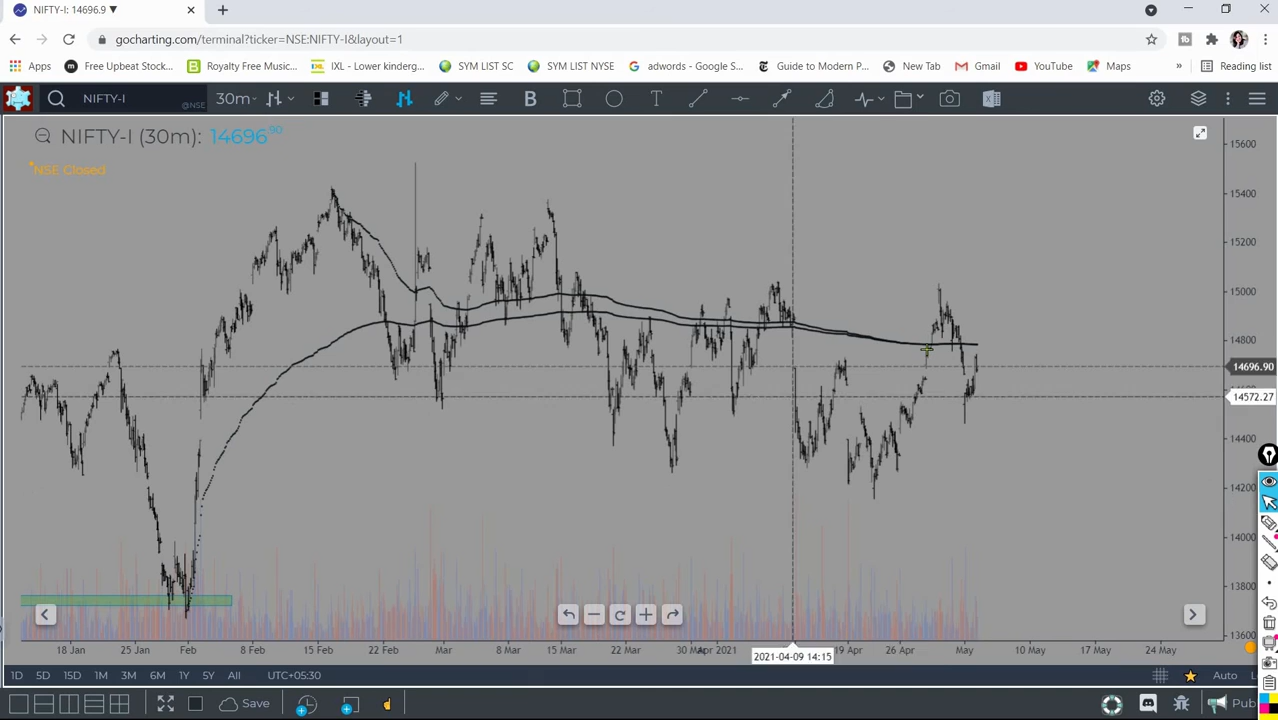 NIFTY-I: 14696.9 ▼
gocharting.com/terminal?ticker=NSE:NIFTY-I&layout=1
Apps Free Upbeat Stock... Royalty Free Music... IXL - Lower kinderg... SYM LIST SC SYM LIST NYSE adwords - Google S... Guide to Modern P... New Tab Gmail YouTube Maps » Reading list
NIFTY-I @NSE 30m B T
NIFTY-I (30m): 14696.90
NSE Closed
15600
15400
15200
15000
14800
14696.90
14572.27
14400
14200
14000
13800
13600
18 Jan 25 Jan Feb 8 Feb 15 Feb 22 Feb Mar 8 Mar 15 Mar 22 Mar 30 Mar Apr 2021 19 Apr 26 Apr May 10 May 17 May 24 May
2021-04-09 14:15
1D 5D 15D 1M 3M 6M 1Y 5Y All UTC+05:30 Auto
Save Pub